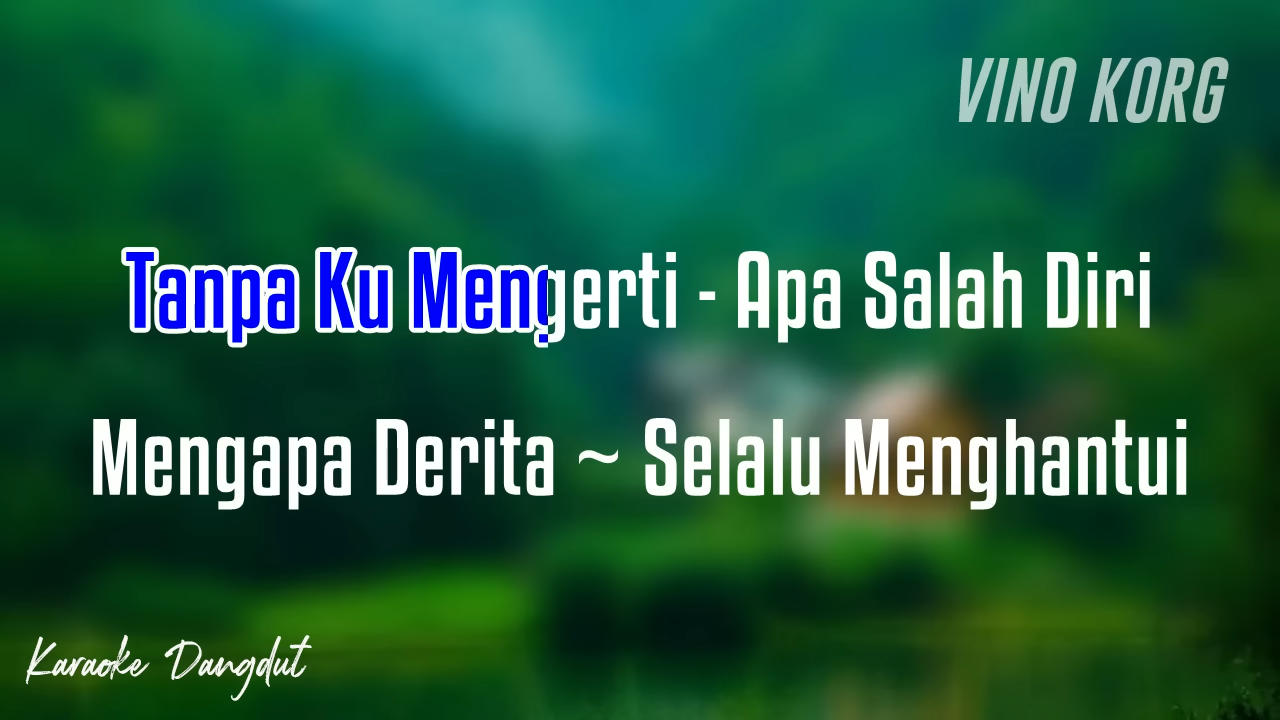 VINO KORG
Tanpa Ku Mengerti - Apa Salah Diri
Mengapa Derita ~ Selalu Menghantui
Karaoke Dangdut